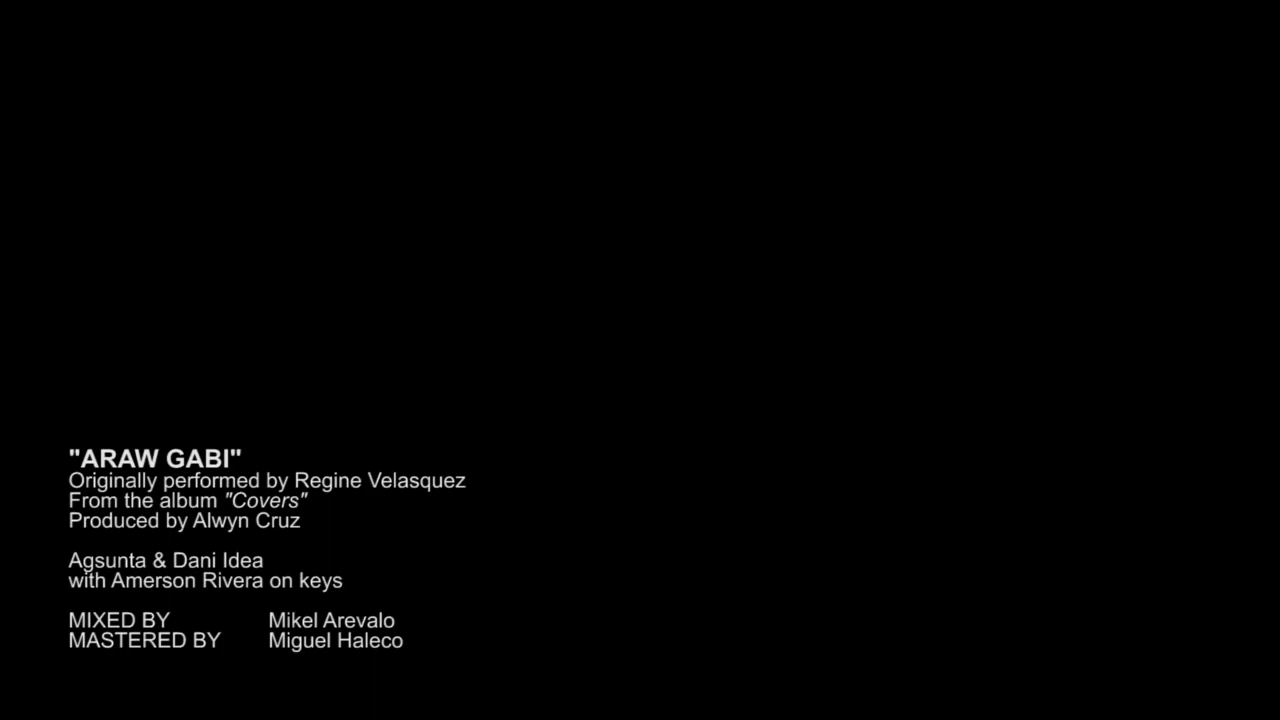 "ARAW GABI"
Originally performed by Regine Velasquez
From the album "Covers"
Produced by Alwyn Cruz
Agsunta & Dani Idea
with Amerson Rivera on keys
MIXED BY Mikel Arevalo
MASTERED BY Miguel Haleco